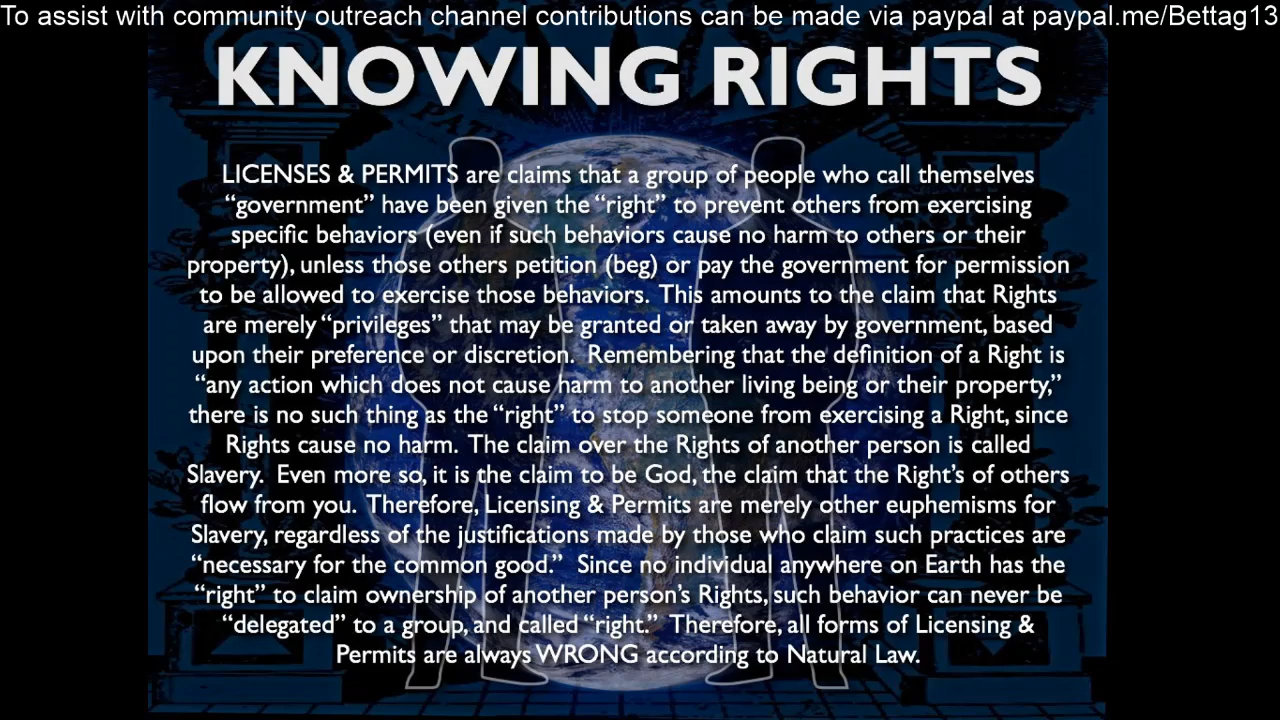 To assist with community outreach channel contributions can be made via paypal at paypal.me/Bettag13
KNOWING RIGHTS
LICENSES & PERMITS are claims that a group of people who call themselves
“government” have been given the “right” to prevent others from exercising
specific behaviors (even if such behaviors cause no harm to others or their
property), unless those others petition (beg) or pay the government for permission
to be allowed to exercise those behaviors. This amounts to the claim that Rights
are merely “privileges” that may be granted or taken away by government, based
upon their preference or discretion. Remembering that the definition of a Right is
“any action which does not cause harm to another living being or their property,”
there is no such thing as the “right” to stop someone from exercising a Right, since
Rights cause no harm. The claim over the Rights of another person is called
Slavery. Even more so, it is the claim to be God, the claim that the Right’s of others
flow from you. Therefore, Licensing & Permits are merely other euphemisms for
Slavery, regardless of the justifications made by those who claim such practices are
“necessary for the common good.” Since no individual anywhere on Earth has the
“right” to claim ownership of another person’s Rights, such behavior can never be
“delegated” to a group, and called “right.” Therefore, all forms of Licensing &
Permits are always WRONG according to Natural Law.